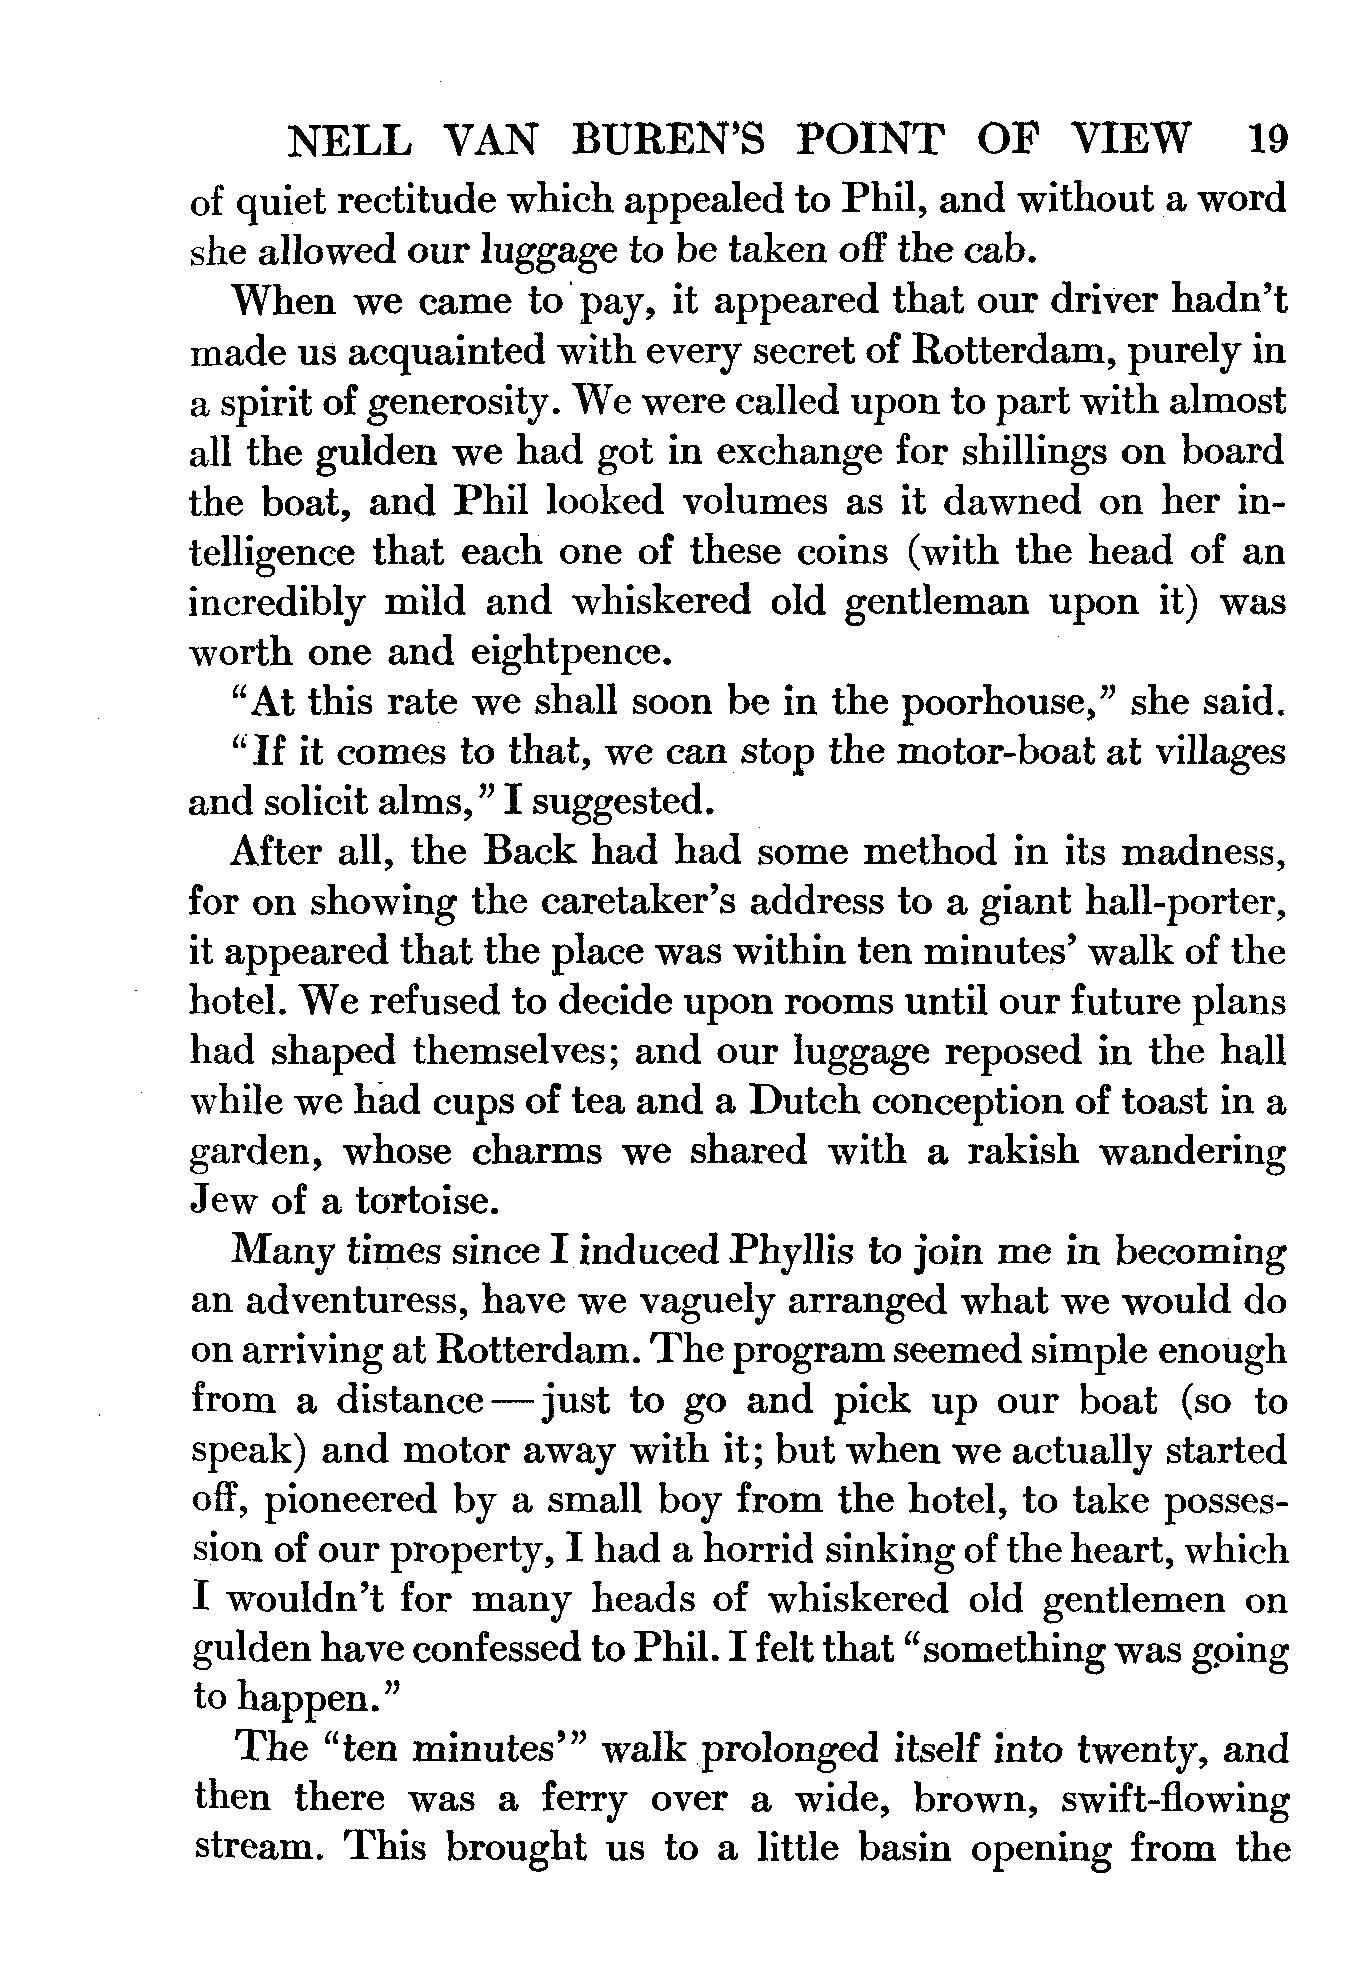 NELL VAN BUREN'S POINT OF VIEW 19
of quiet rectitude which appealed to Phil, and without a word
she allowed our luggage to be taken off the cab.
When we came to pay, it appeared that our driver hadn't
made us acquainted with every secret of Rotterdam, purely in
a spirit of generosity. We were called upon to part with almost
all the gulden we had got in exchange for shillings on board
the boat, and Phil looked volumes as it dawned on her in-
telligence that each one of these coins (with the head of an
incredibly mild and whiskered old gentleman upon it) was
worth one and eightpence.
"At this rate we shall soon be in the poorhouse," she said.
"If it comes to that, we can stop the motor-boat at villages
and solicit alms," I suggested.
After all, the Back had had some method in its madness,
for on showing the caretaker's address to a giant hall-porter,
it appeared that the place was within ten minutes' walk of the
hotel. We refused to decide upon rooms until our future plans
had shaped themselves; and our luggage reposed in the hall
while we had cups of tea and a Dutch conception of toast in a
garden, whose charms we shared with a rakish wandering
Jew of a tortoise.
Many times since I induced Phyllis to join me in becoming
an adventuress, have we vaguely arranged what we would do
on arriving at Rotterdam. The program seemed simple enough
from a distance—just to go and pick up our boat (so to
speak) and motor away with it; but when we actually started
off, pioneered by a small boy from the hotel, to take posses-
sion of our property, I had a horrid sinking of the heart, which
I wouldn't for many heads of whiskered old gentlemen on
gulden have confessed to Phil. I felt that "something was going
to happen."
The "ten minutes'" walk prolonged itself into twenty, and
then there was a ferry over a wide, brown, swift-flowing
stream. This brought us to a little basin opening from the